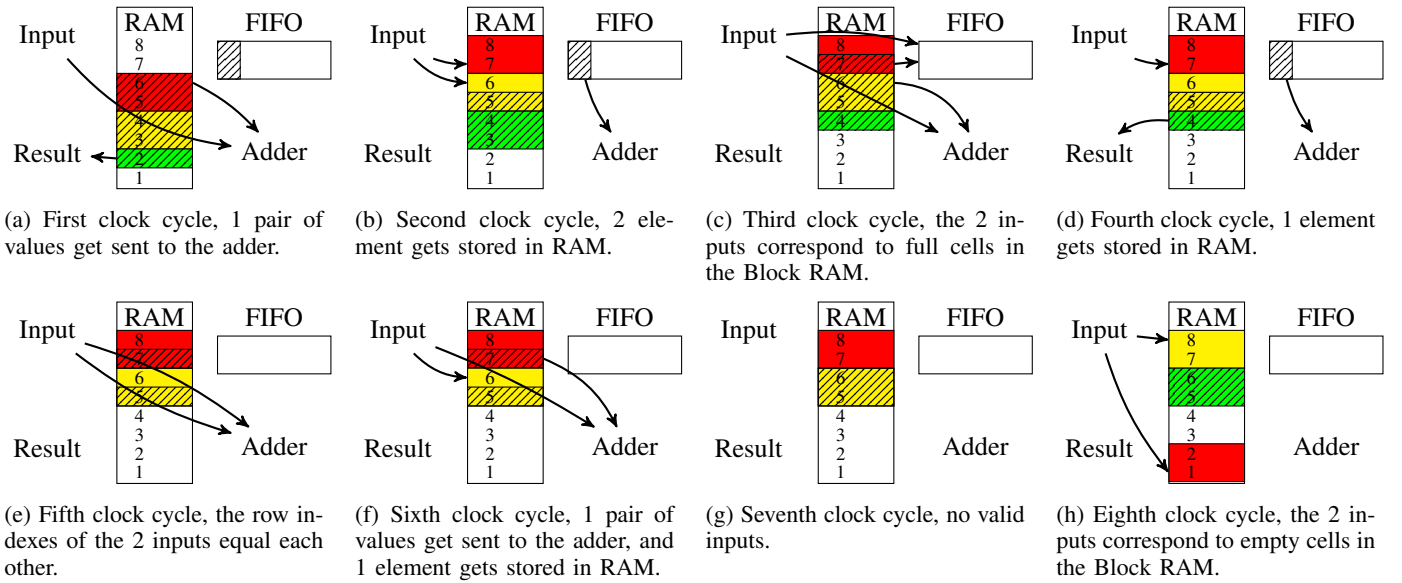 Input
RAM
FIFO
8
7
6
5
4
3
2
1
Result
Adder
(a) First clock cycle, 1 pair of
values get sent to the adder.
Input
RAM
FIFO
8
7
6
5
4
3
2
1
Result
Adder
(b) Second clock cycle, 2 ele-
ment gets stored in RAM.
Input
RAM
FIFO
8
7
6
5
4
3
2
1
Result
Adder
(c) Third clock cycle, the 2 in-
puts correspond to full cells in
the Block RAM.
Input
RAM
FIFO
8
7
6
5
4
3
2
1
Result
Adder
(d) Fourth clock cycle, 1 element
gets stored in RAM.
Input
RAM
FIFO
8
7
6
5
4
3
2
1
Result
Adder
(e) Fifth clock cycle, the row in-
dexes of the 2 inputs equal each
other.
Input
RAM
FIFO
8
7
6
5
4
3
2
1
Result
Adder
(f) Sixth clock cycle, 1 pair of
values get sent to the adder, and
1 element gets stored in RAM.
Input
RAM
FIFO
8
7
6
5
4
3
2
1
Result
Adder
(g) Seventh clock cycle, no valid
inputs.
Input
RAM
FIFO
8
7
6
5
4
3
2
1
Result
Adder
(h) Eighth clock cycle, the 2 in-
puts correspond to empty cells in
the Block RAM.